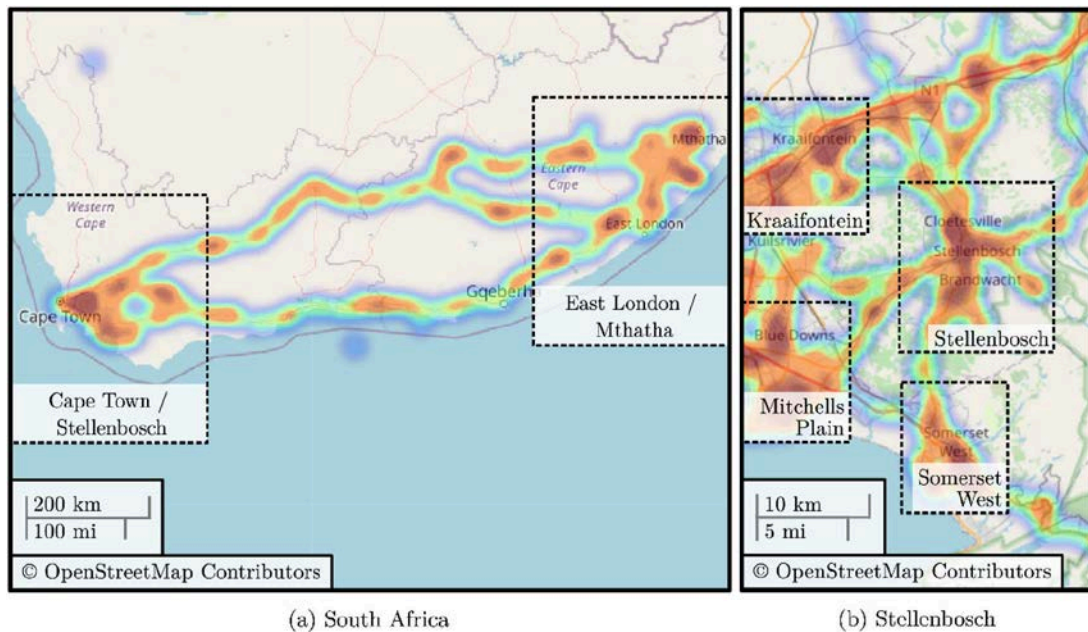 Western
Cape
Cape Town
Cape Town /
Stellenbosch
Eastern
Cape
Mthatha
East London
Gqeberha
East London /
Mthatha
200 km
100 mi
© OpenStreetMap Contributors
(a) South Africa
N1
Kraaifontein
Kraaifontein
Kuilsrivier
Cloetesville
Stellenbosch
Brandwacht
Stellenbosch
Blue Downs
Mitchells
Plain
Somerset
West
Somerset
West
10 km
5 mi
© OpenStreetMap Contributors
(b) Stellenbosch